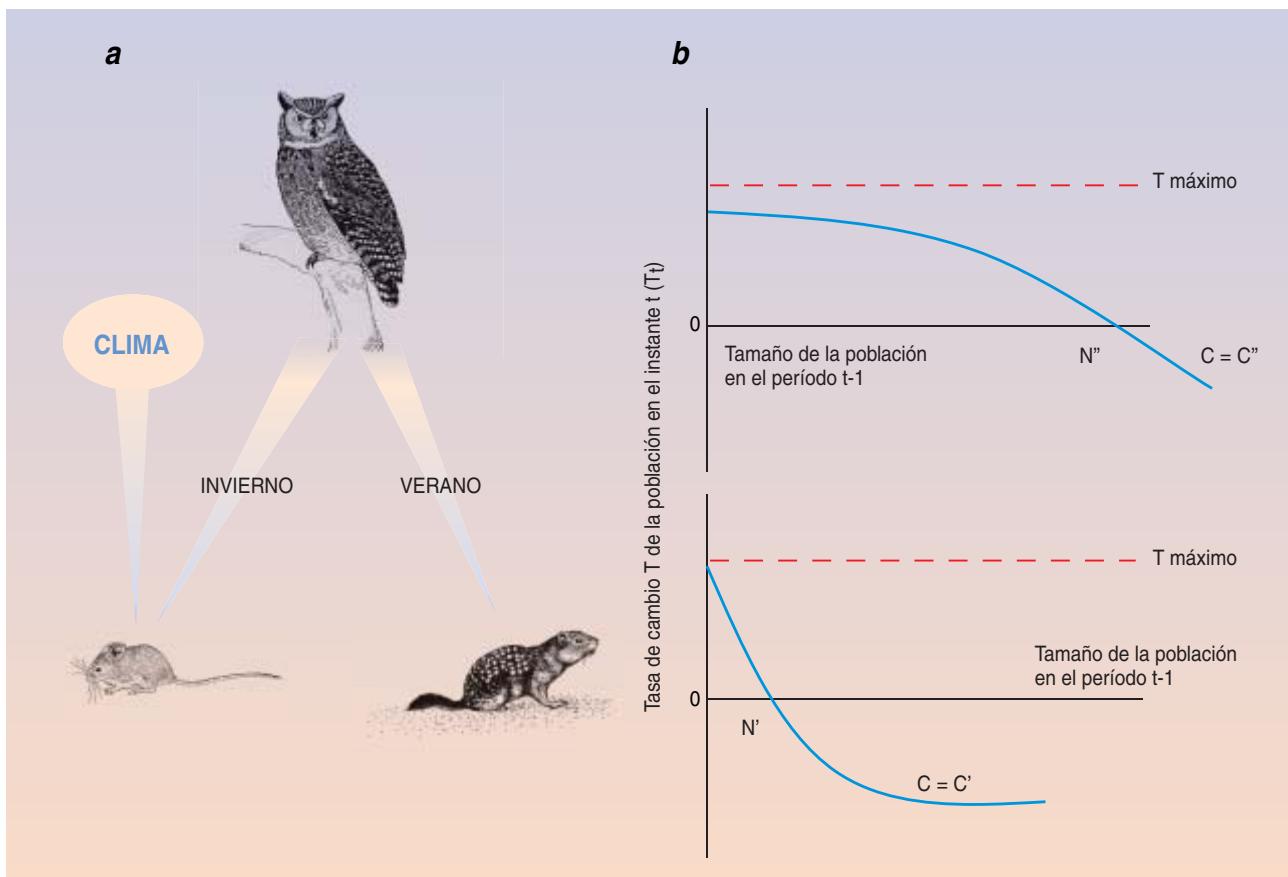 a
CLIMA
INVIERNO
VERANO
b
Tasa de cambio T de la población en el instante t (Tt)
T máximo
0
Tamaño de la población
en el período t-1
N”
C = C”
T máximo
Tamaño de la población
en el período t-1
0
N’
C = C’